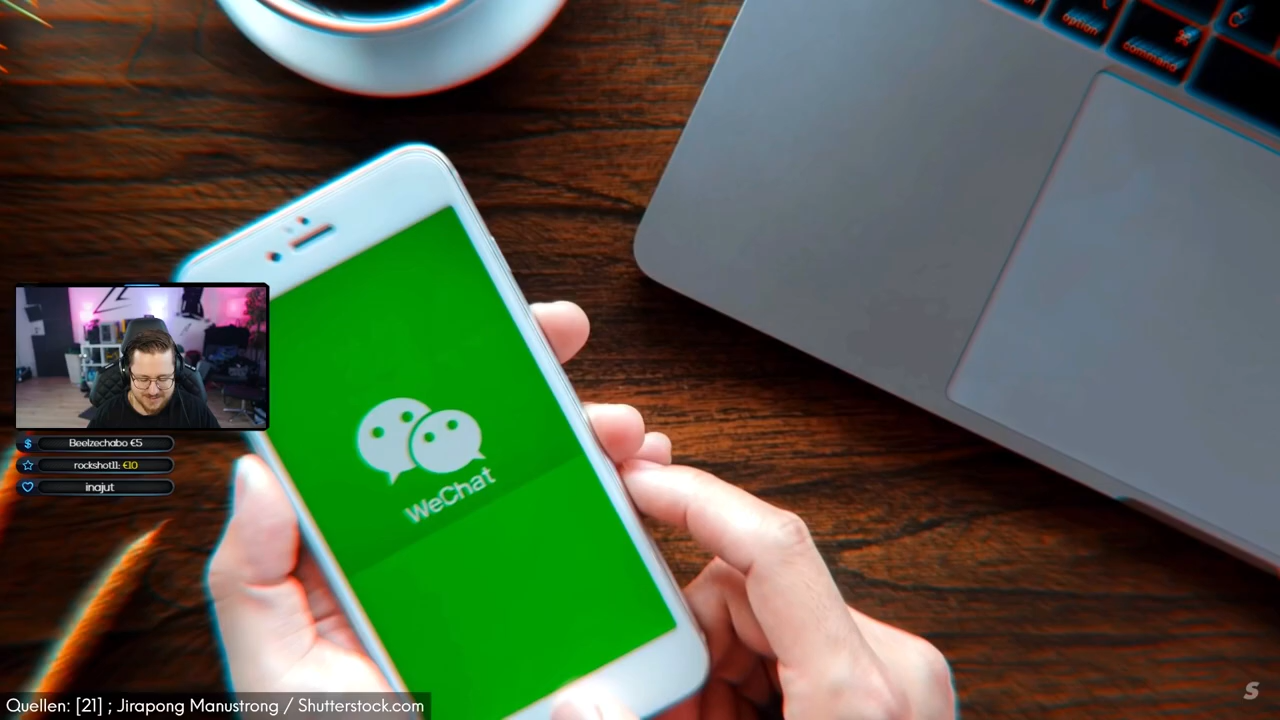 option
command
WeChat
Beelzechabo €5
rockshot11: €10
inajut
Quellen: [21] ; Jirapong Manustrong / Shutterstock.com
S